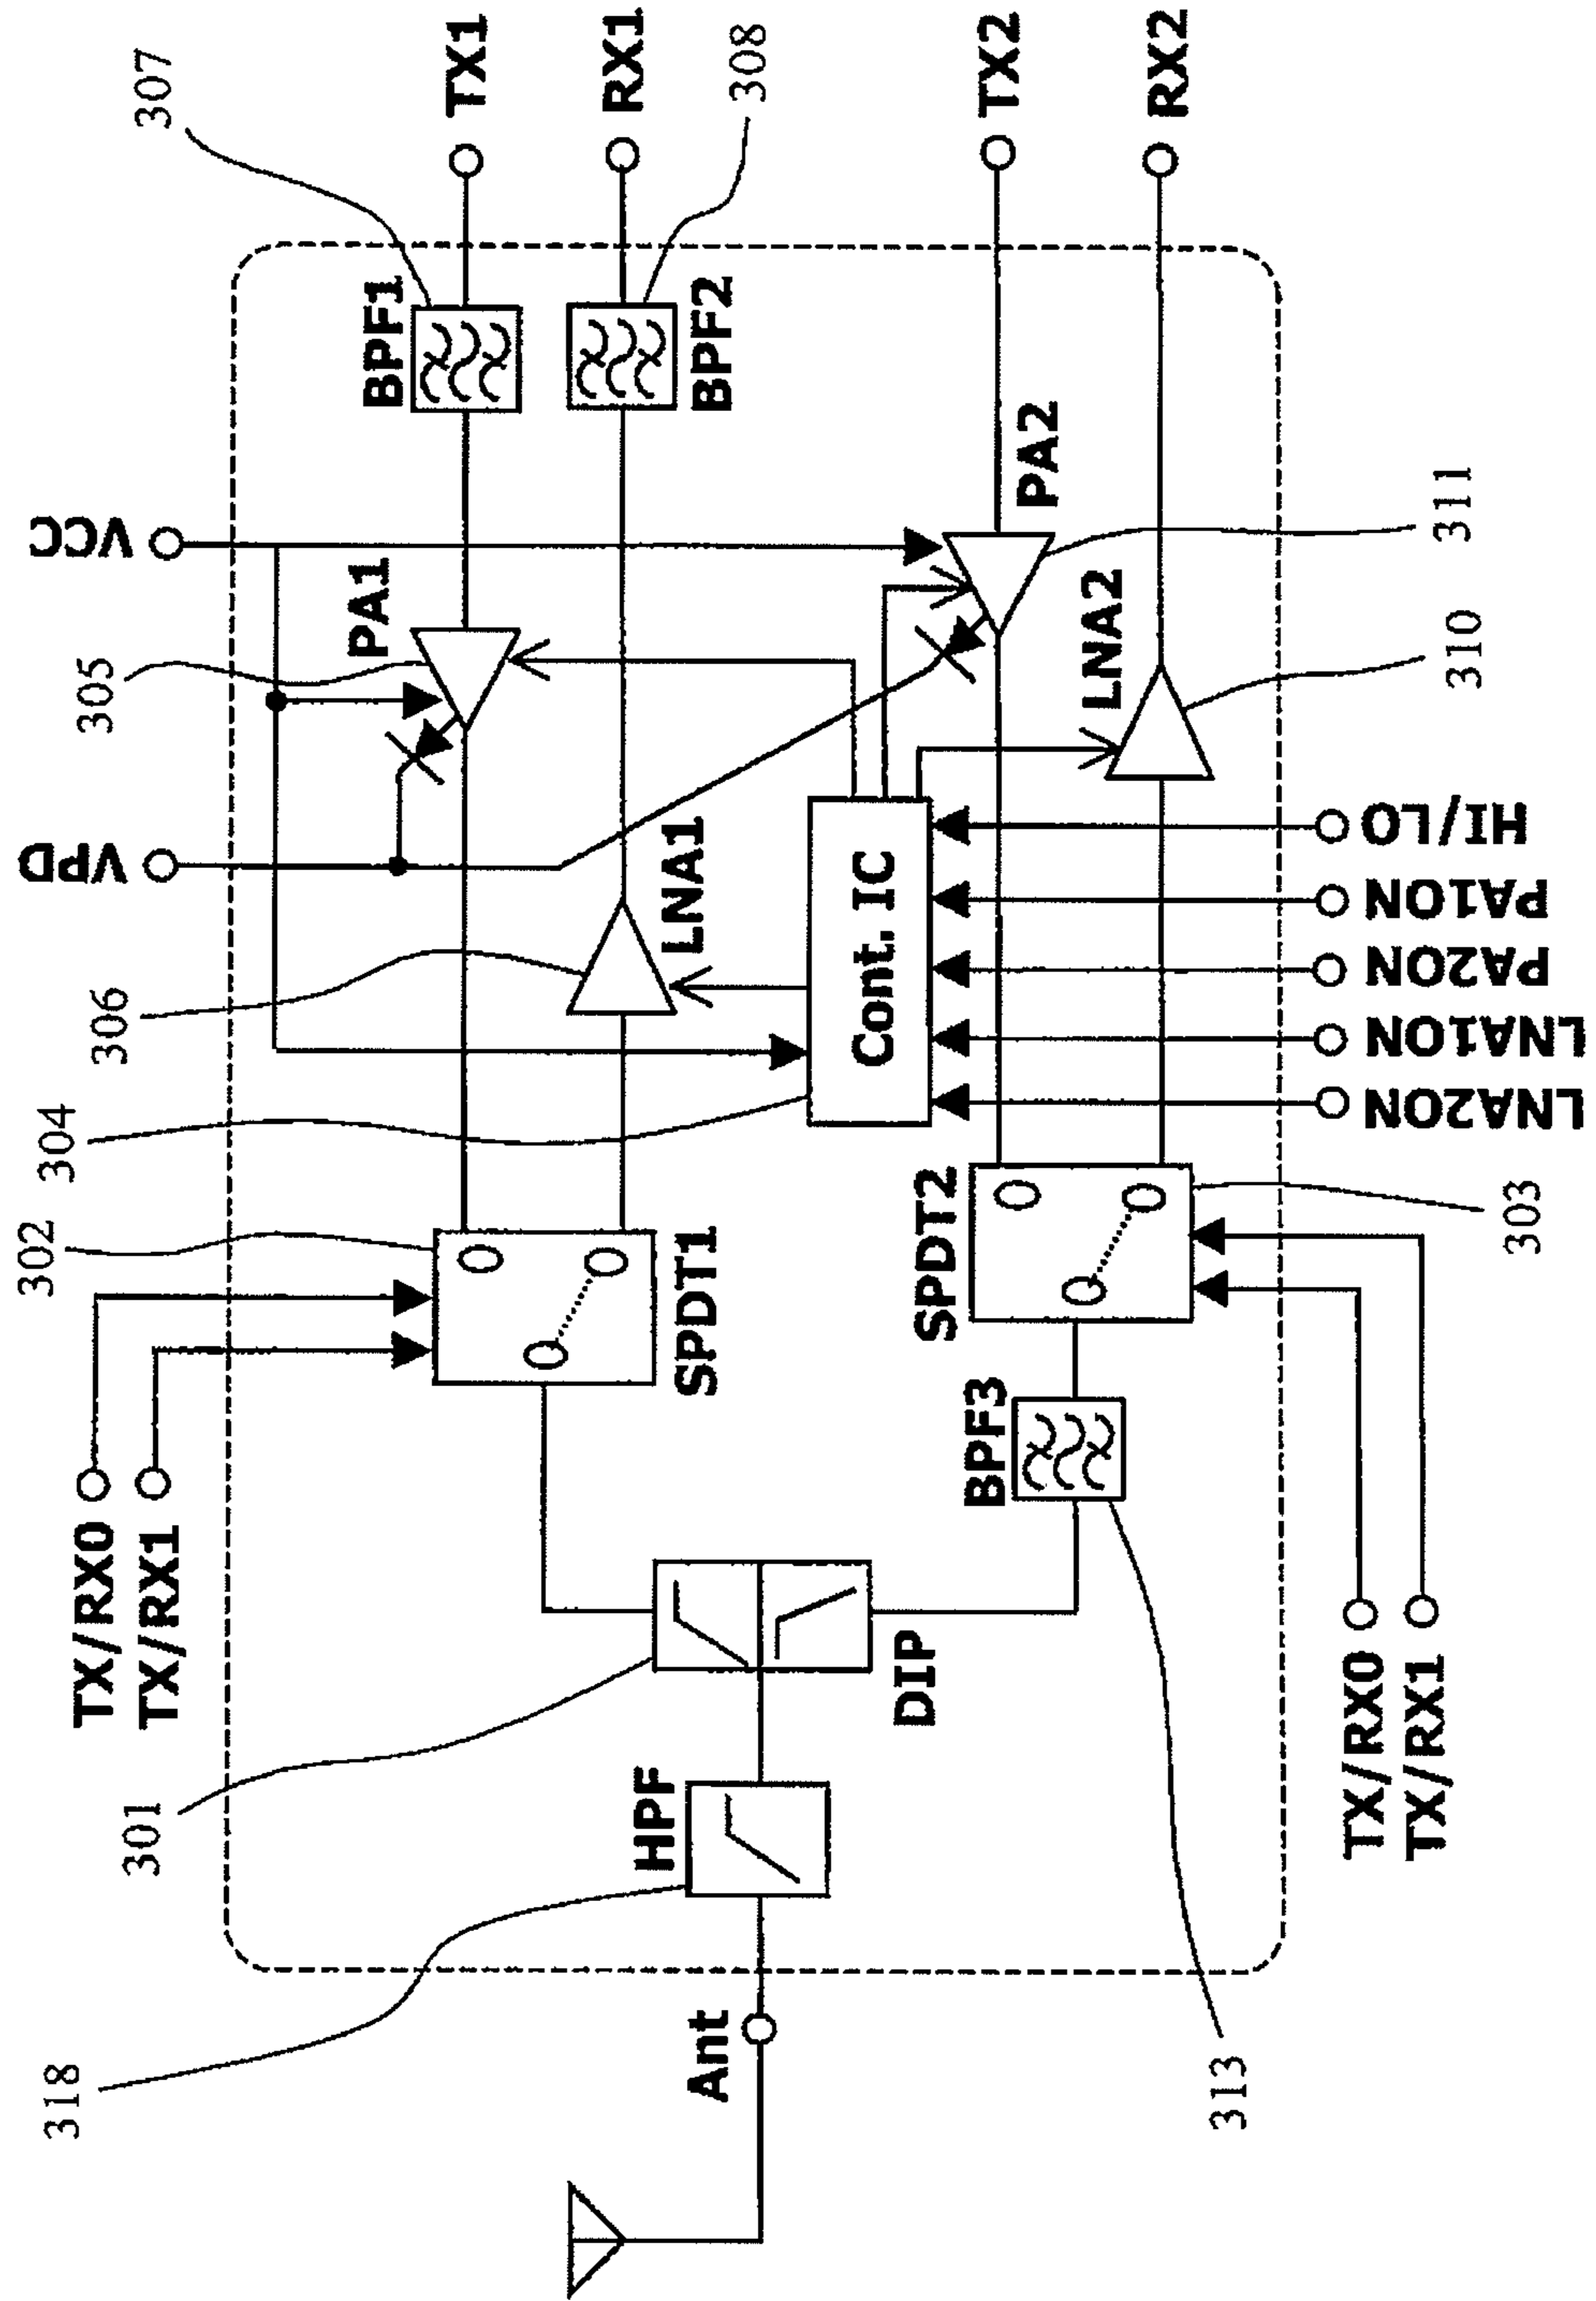 307
TX1
RX1
308
TX2
RX2
BPF1
BPF2
VCC
PA1
PA2
311
305
LNA2
310
VPD
LNA1
306
Cont. IC
HI/LO
PA1ON
PA2ON
LNA1ON
LNA2ON
304
302
SPDT1
SPDT2
303
TX/RX0
TX/RX1
BPF3
301
DIP
HPF
TX/RX0
TX/RX1
318
Ant
313